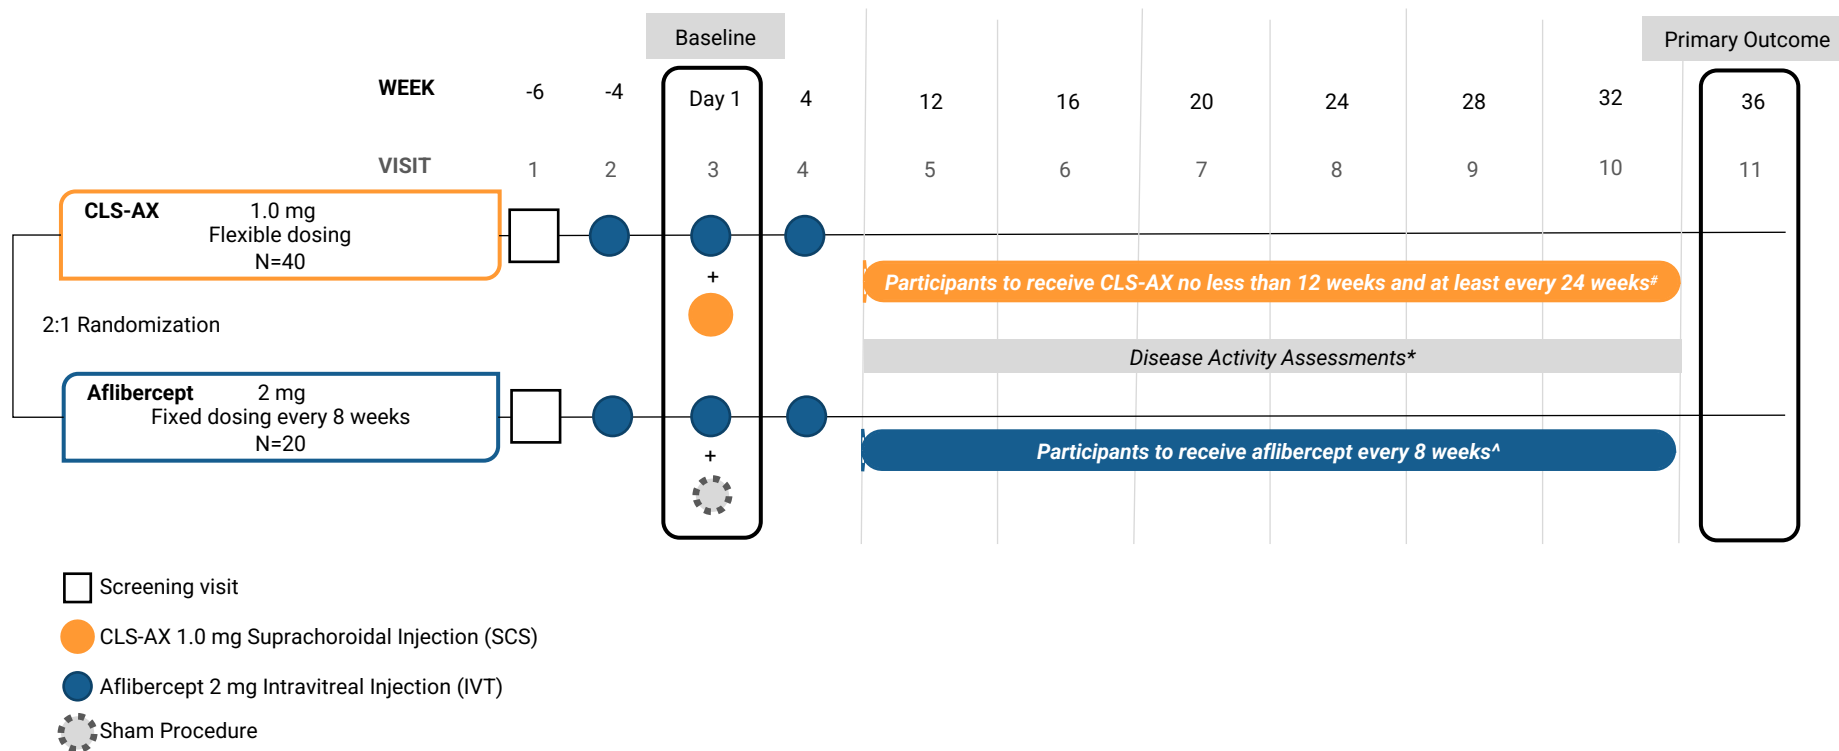 Baseline
Primary Outcome
WEEK -6 -4 Day 1 4 12 16 20 24 28 32 36
VISIT 1 2 3 4 5 6 7 8 9 10 11
CLS-AX 1.0 mg
Flexible dosing
N=40
+
Participants to receive CLS-AX no less than 12 weeks and at least every 24 weeks#
2:1 Randomization
Disease Activity Assessments*
Aflibercept 2 mg
Fixed dosing every 8 weeks
N=20
+
Participants to receive aflibercept every 8 weeks^
Screening visit
CLS-AX 1.0 mg Suprachoroidal Injection (SCS)
Aflibercept 2 mg Intravitreal Injection (IVT)
Sham Procedure